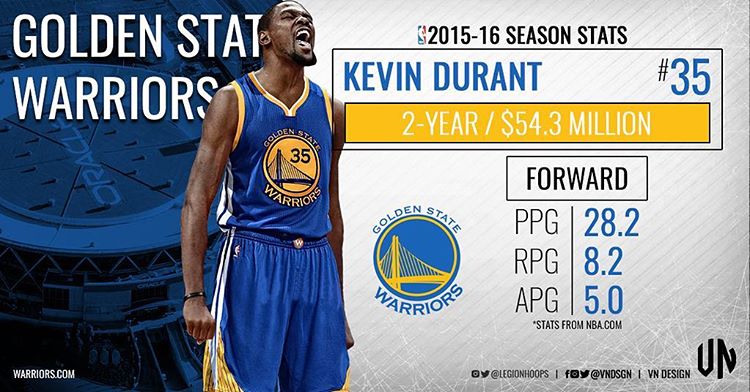 GOLDEN STAT
WARRIORS
2015-16 SEASON STATS
KEVIN DURANT
#35
2-YEAR / $54.3 MILLION
FORWARD
PPG 28.2
RPG 8.2
APG 5.0
*STATS FROM NBA.COM
GOLDEN STATE
35
WARRIORS
GOLDEN STATE
WARRIORS
ORACLE
WARRIORS.COM
@LEGIONHOOPS | @VNDSGN | VN DESIGN
VN